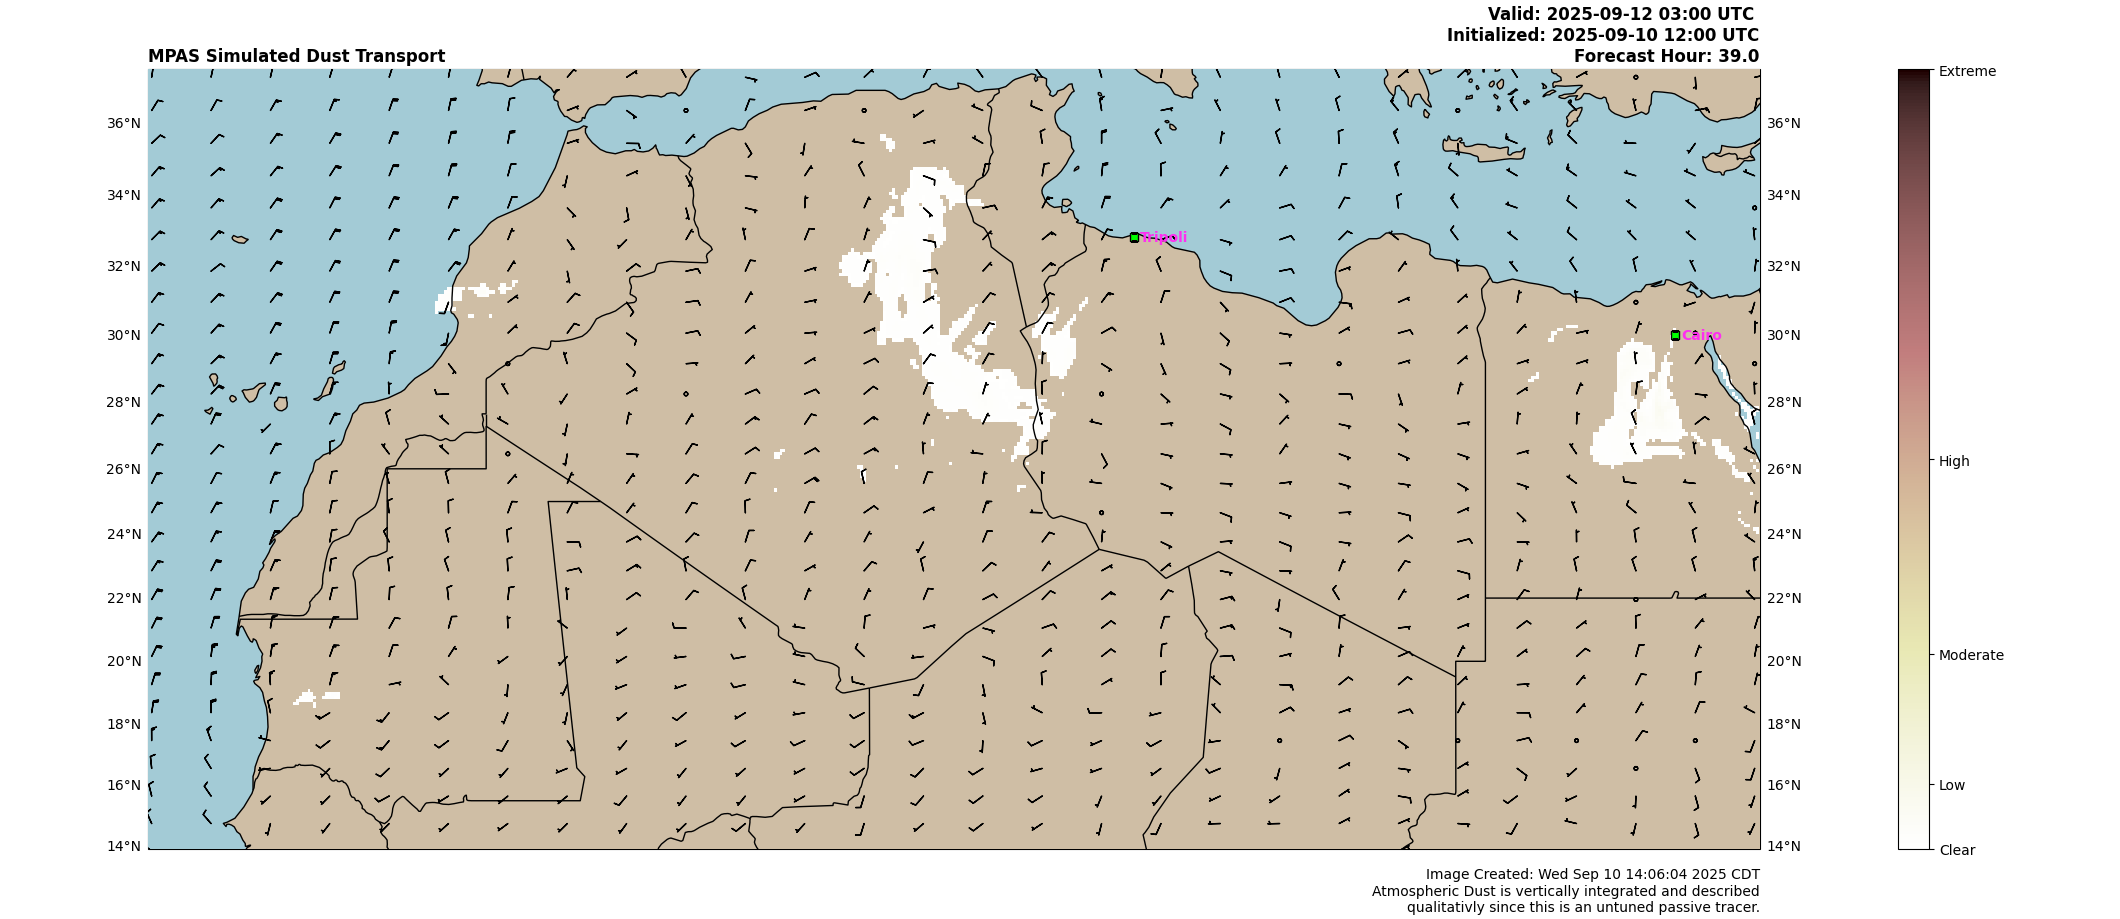 Valid: 2025-09-12 03:00 UTC
Initialized: 2025-09-10 12:00 UTC
MPAS Simulated Dust Transport
Forecast Hour: 39.0
Extreme
36°N
36°N
34°N
34°N
Tripoli
32°N
32°N
30°N
Cairo
30°N
28°N
28°N
26°N
26°N
High
24°N
24°N
22°N
22°N
20°N
20°N
Moderate
18°N
18°N
16°N
16°N
Low
14°N
14°N
Clear
Image Created: Wed Sep 10 14:06:04 2025 CDT
Atmospheric Dust is vertically integrated and described
qualitativly since this is an untuned passive tracer.